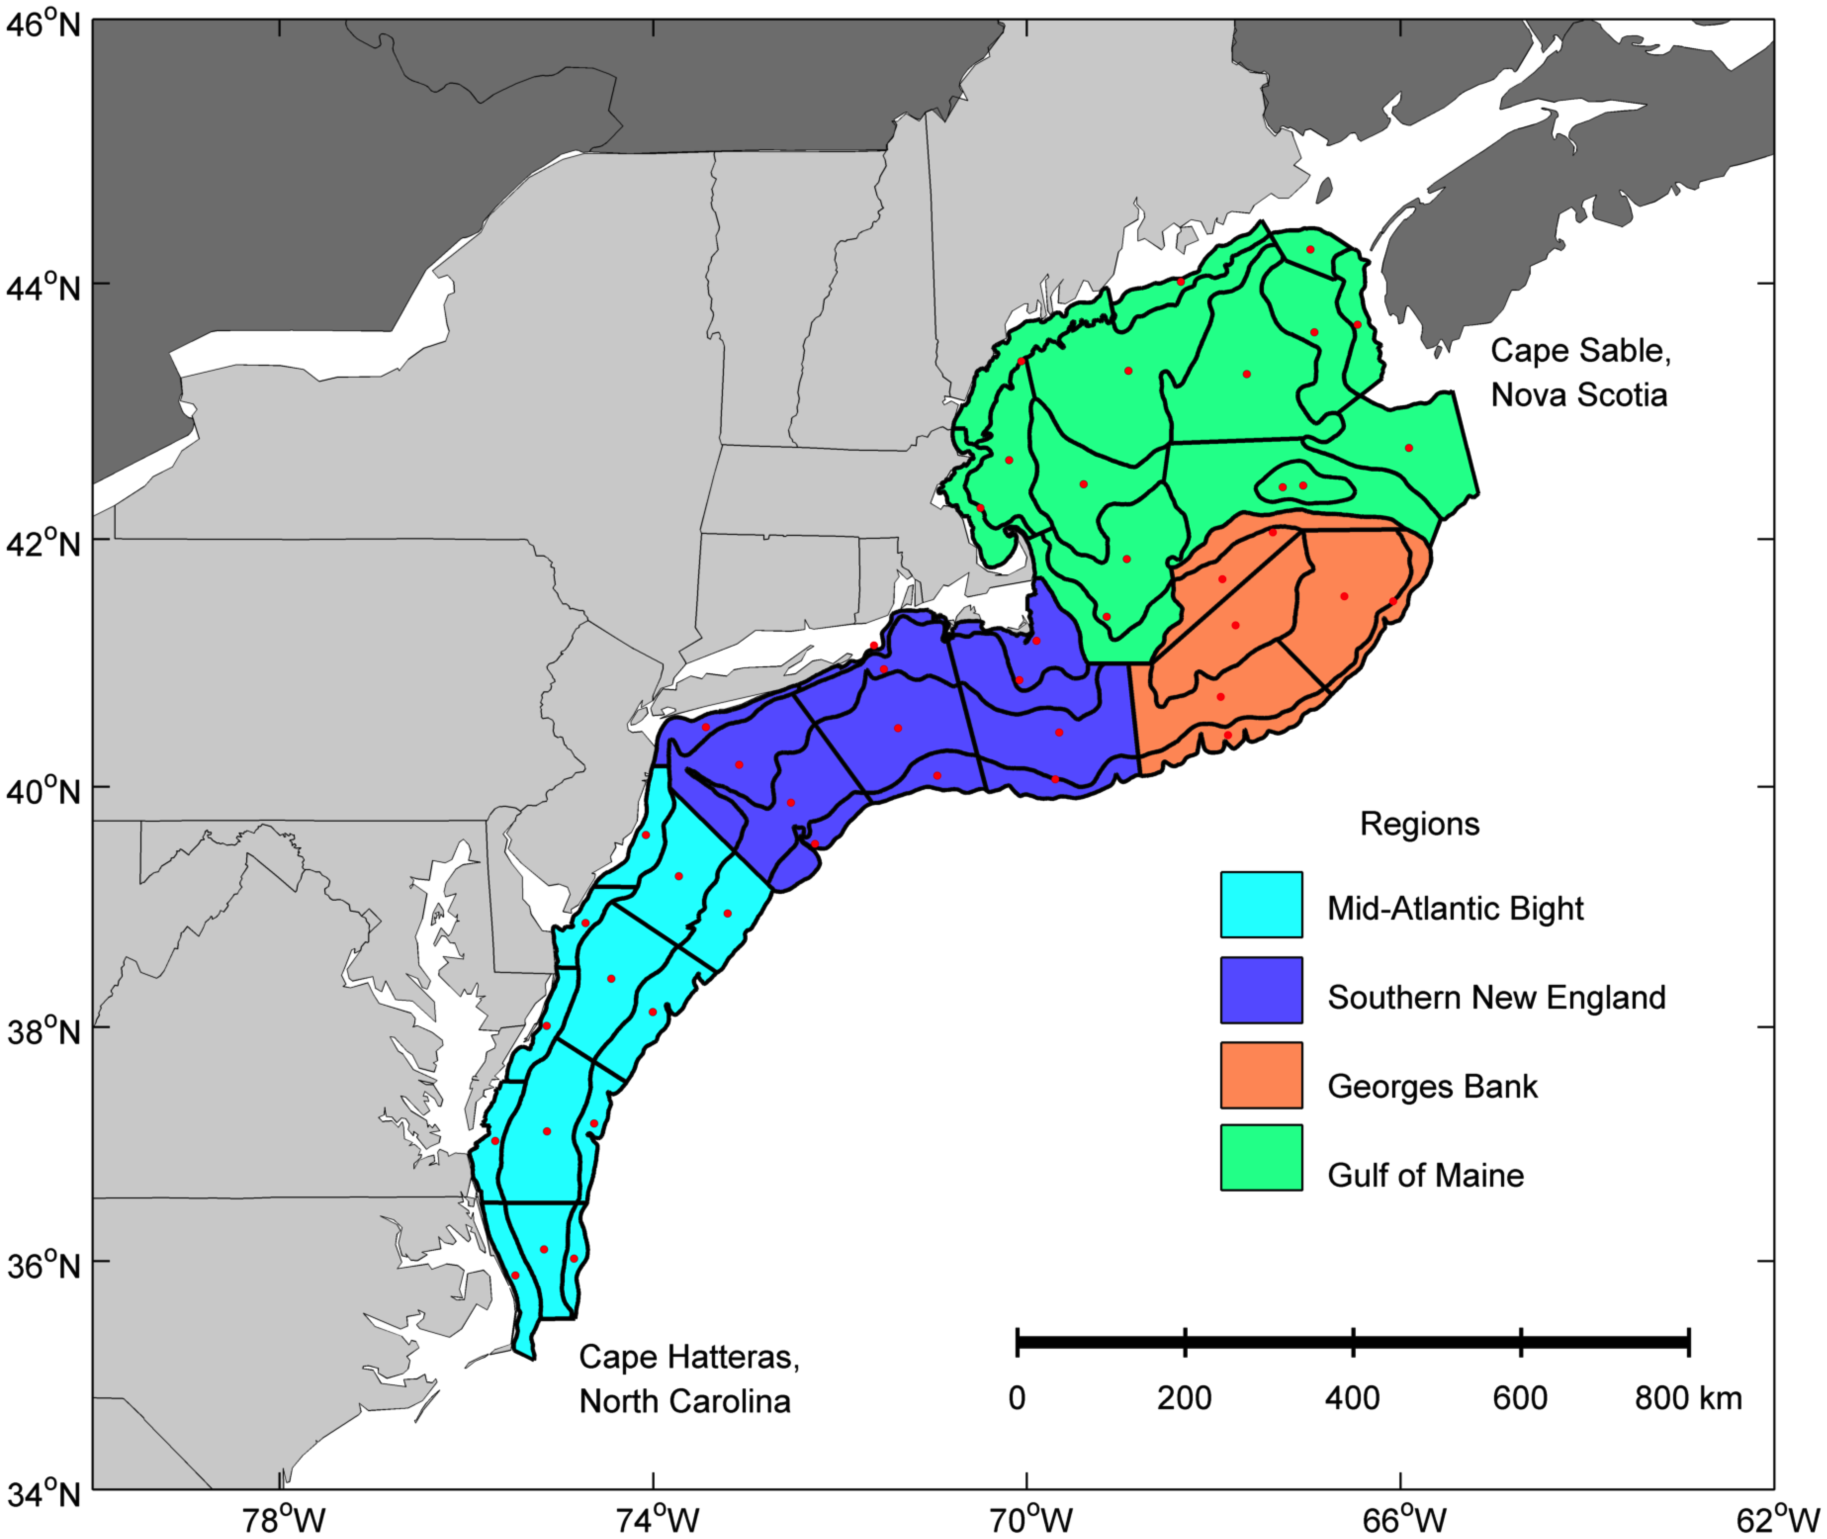 46°N
44°N
42°N
40°N
38°N
36°N
34°N
78°W
74°W
70°W
66°W
62°W
Cape Sable,
Nova Scotia
Regions
Mid-Atlantic Bight
Southern New England
Georges Bank
Gulf of Maine
Cape Hatteras,
North Carolina
0 200 400 600 800 km